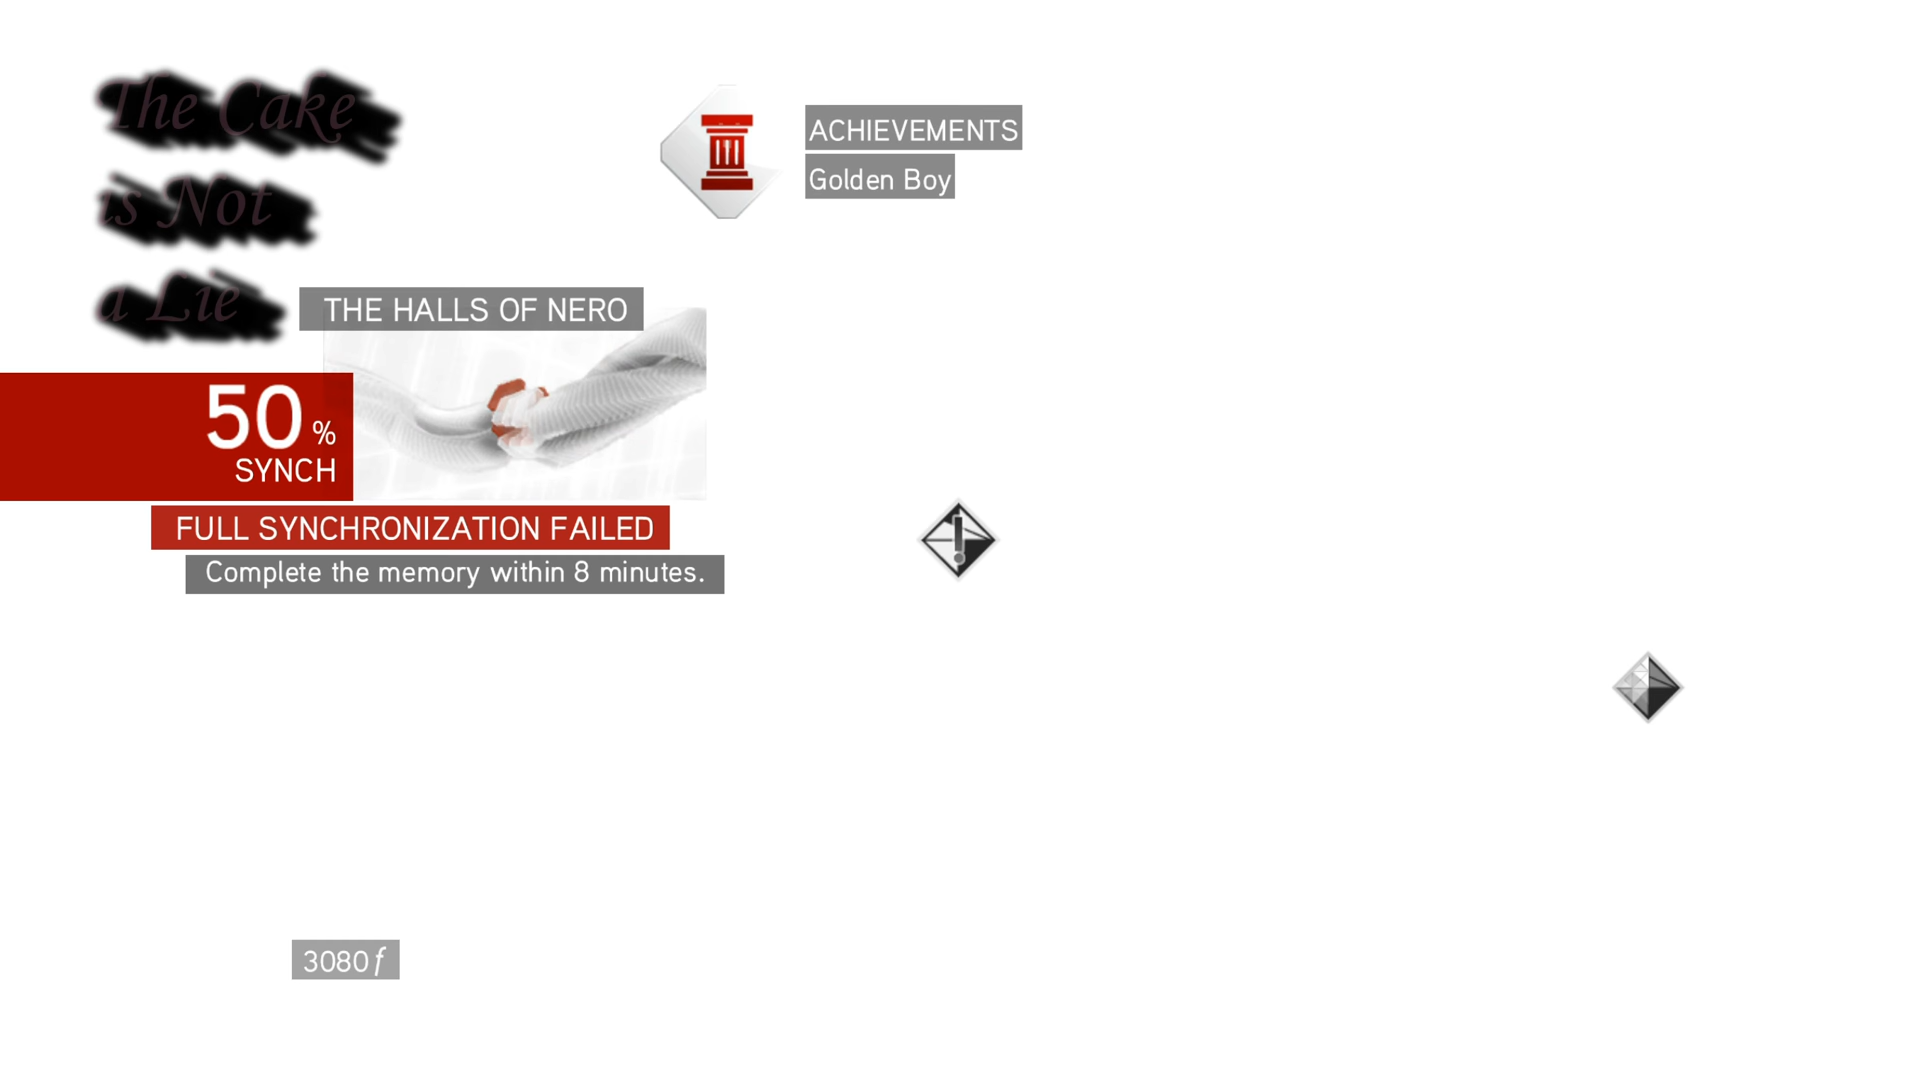 The Cake
is Not
a Lie
ACHIEVEMENTS
Golden Boy
THE HALLS OF NERO
50 %
SYNCH
FULL SYNCHRONIZATION FAILED
Complete the memory within 8 minutes.
3080 ƒ